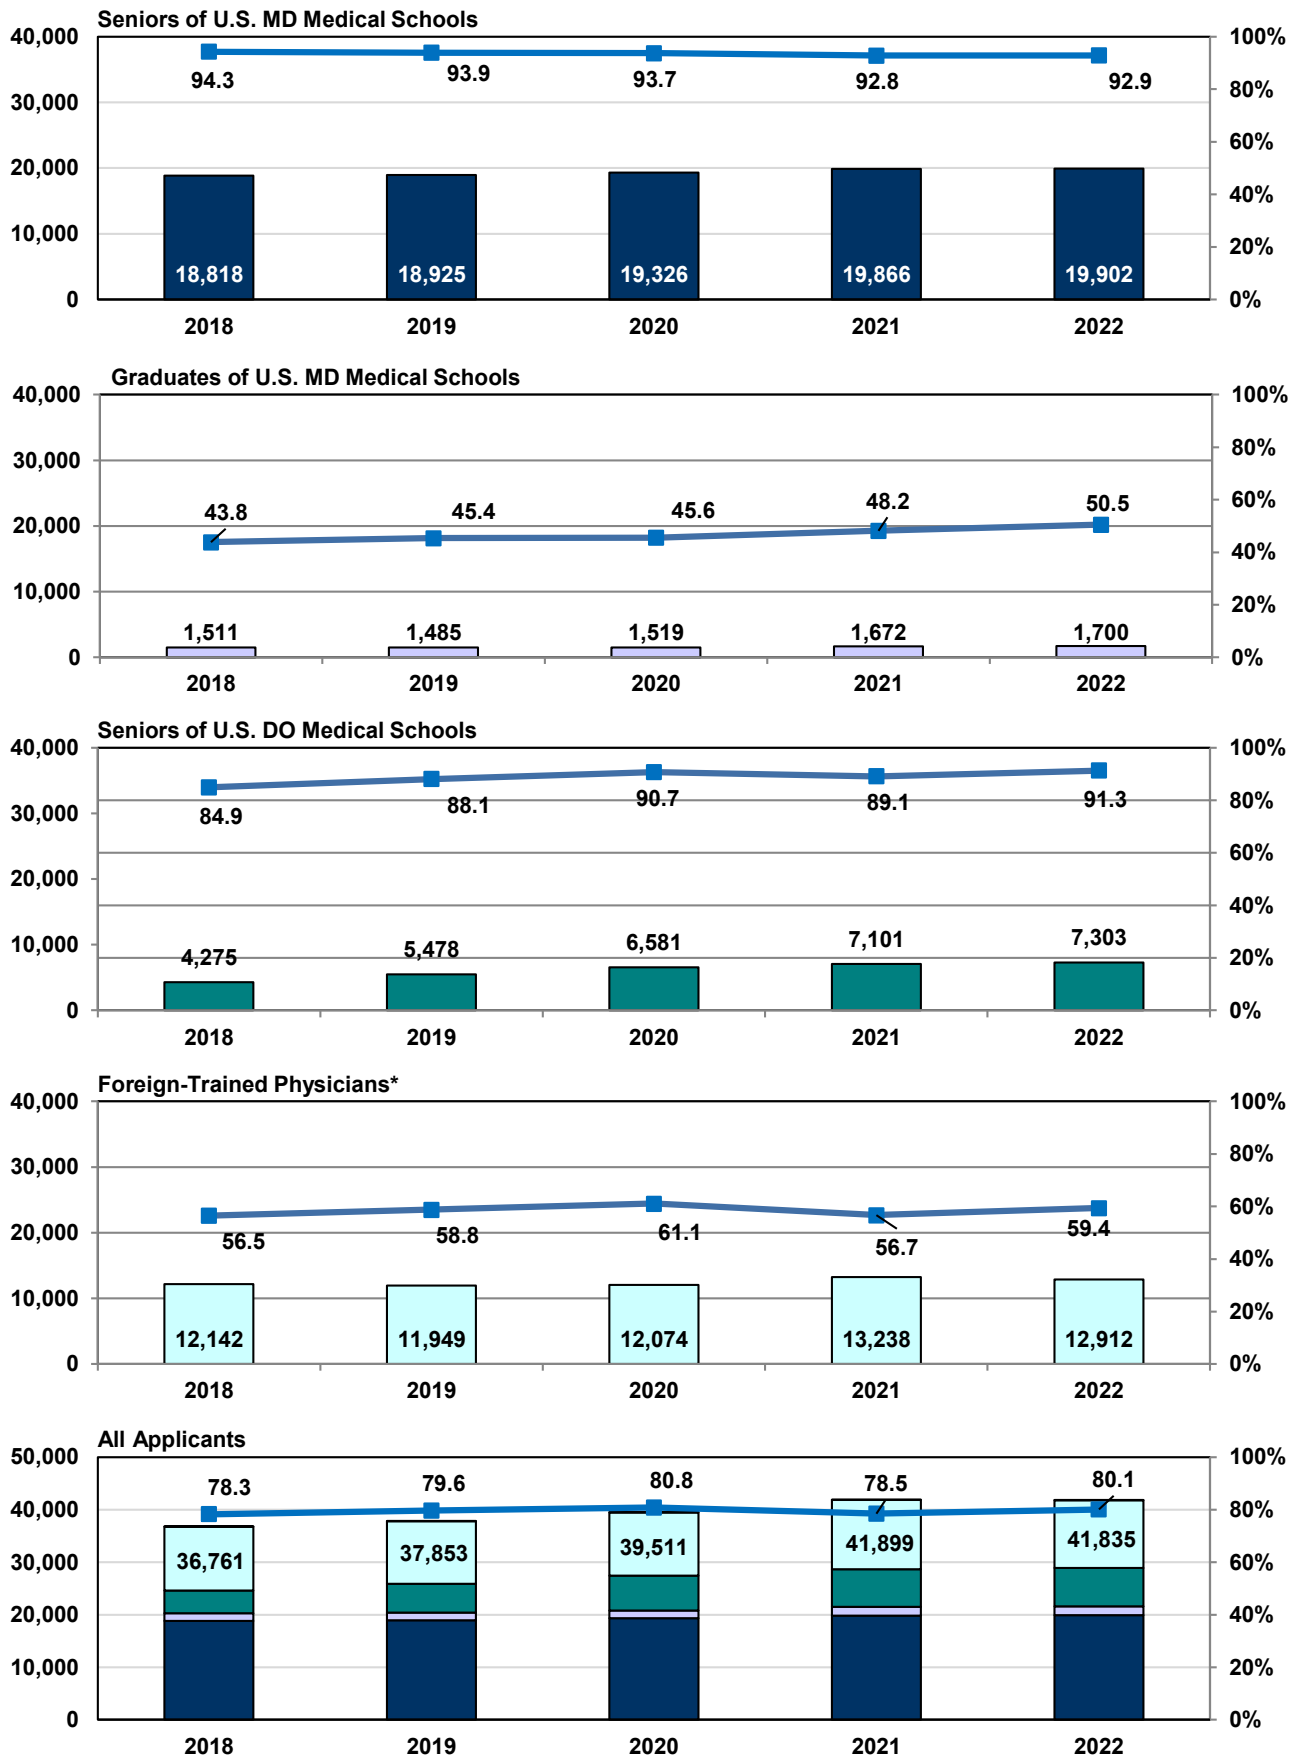 Seniors of U.S. MD Medical Schools
40,000 100%
94.3 93.9 93.7 92.8 92.9
80%
30,000
60%
20,000
40%
10,000
20%
18,818 18,925 19,326 19,866 19,902
0 0%
2018 2019 2020 2021 2022
Graduates of U.S. MD Medical Schools
40,000 100%
80%
30,000
43.8 45.4 45.6 48.2 50.5
60%
20,000
40%
10,000
20%
1,511 1,485 1,519 1,672 1,700
0 0%
2018 2019 2020 2021 2022
Seniors of U.S. DO Medical Schools
40,000 100%
84.9 88.1 90.7 89.1 91.3
80%
30,000
60%
20,000
40%
10,000
4,275 5,478 6,581 7,101 7,303
20%
0 0%
2018 2019 2020 2021 2022
Foreign-Trained Physicians*
40,000 100%
80%
30,000
60%
56.5 58.8 61.1 56.7 59.4
20,000
40%
10,000
20%
12,142 11,949 12,074 13,238 12,912
0 0%
2018 2019 2020 2021 2022
All Applicants
50,000 100%
78.3 79.6 80.8 78.5 80.1
40,000 80%
36,761 37,853 39,511 41,899 41,835
30,000 60%
20,000 40%
10,000 20%
0 0%
2018 2019 2020 2021 2022